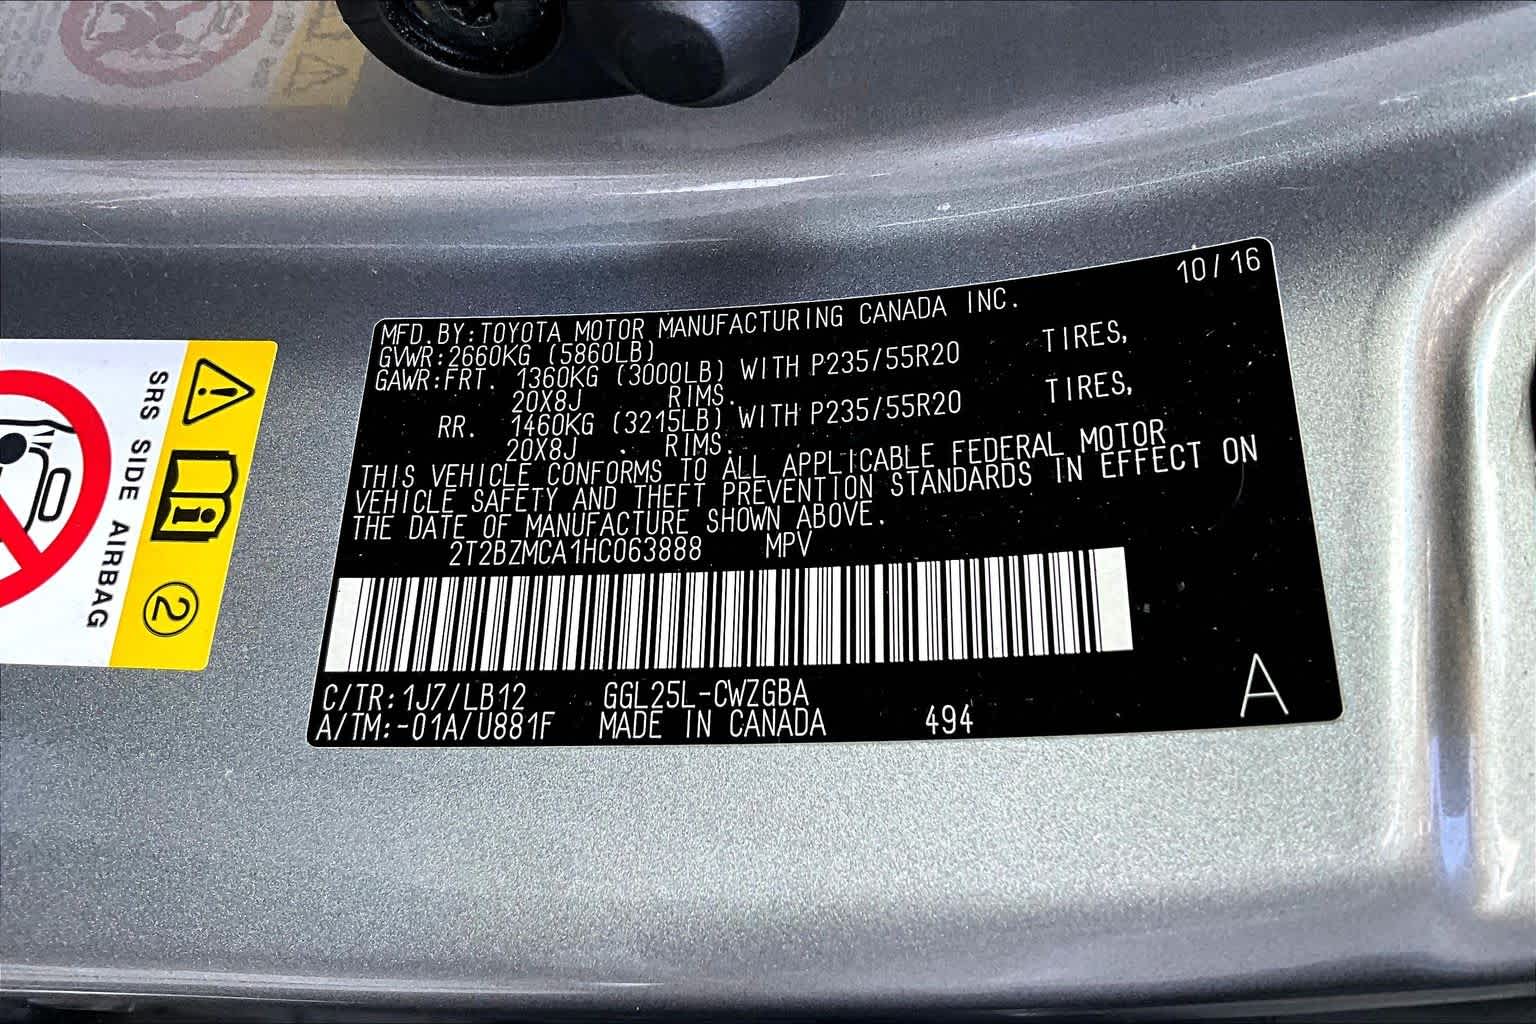 10/16
MFD.BY:TOYOTA MOTOR MANUFACTURING CANADA INC.
GVWR:2660KG (5860LB)
GAWR:FRT. 1360KG (3000LB) WITH P235/55R20 TIRES,
20X8J RIMS.
RR. 1460KG (3215LB) WITH P235/55R20 TIRES,
20X8J RIMS.
THIS VEHICLE CONFORMS TO ALL APPLICABLE FEDERAL MOTOR
VEHICLE SAFETY AND THEFT PREVENTION STANDARDS IN EFFECT ON
THE DATE OF MANUFACTURE SHOWN ABOVE.
2T2BZMCA1HC063888 MPV
C/TR:1J7/LB12 GGL25L-CWZGBA
A/TM:-01A/U881F MADE IN CANADA 494
A
SRS SIDE AIRBAG
2